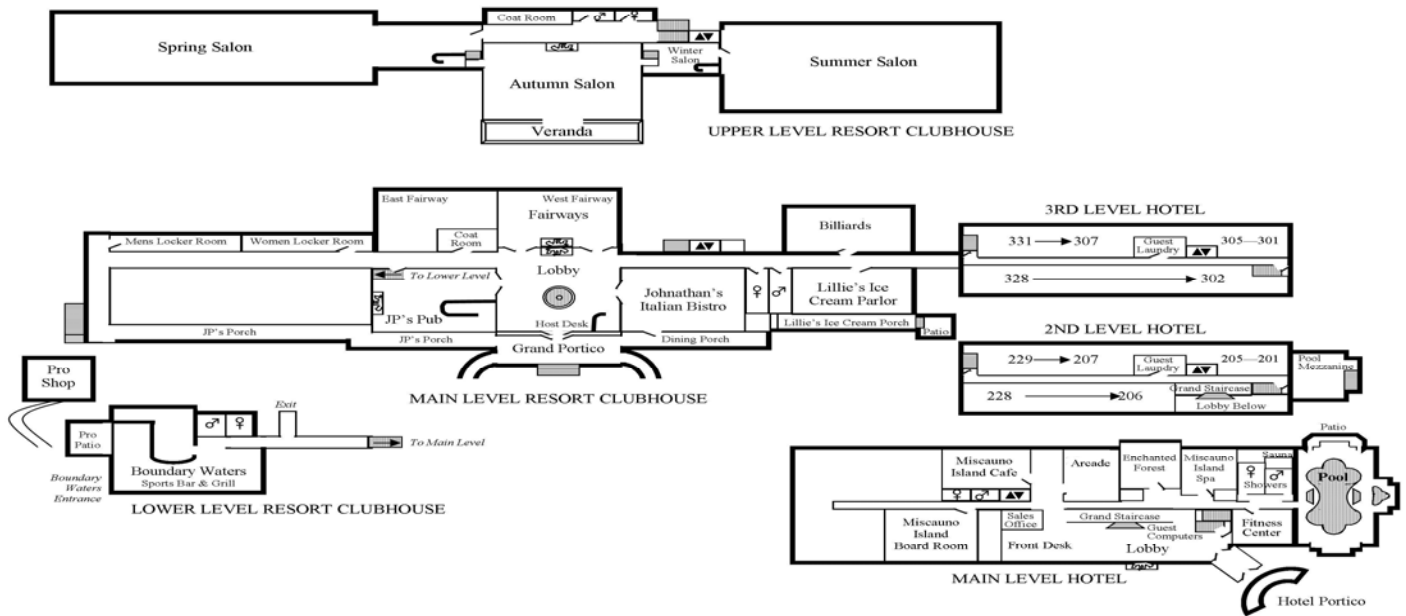 Coat Room
Spring Salon
Winter
Salon
Summer Salon
Autumn Salon
Veranda
UPPER LEVEL RESORT CLUBHOUSE
East Fairway
West Fairway
Fairways
Billiards
Mens Locker Room
Women Locker Room
Coat
Room
Lobby
To Lower Level
JP's Pub
Host Desk
Johnathan's
Italian Bistro
Lillie's Ice
Cream Parlor
JP's Porch
JP's Porch
Grand Portico
Dining Porch
Lillie's Ice Cream Porch
Patio
MAIN LEVEL RESORT CLUBHOUSE
3RD LEVEL HOTEL
331 307
Guest
Laundry
305—301
328 302
2ND LEVEL HOTEL
229 207
Guest
Laundry
205—201
Pool
Mezzanine
228 206
Grand Staircase
Lobby Below
Pro
Shop
Exit
Pro
Patio
To Main Level
Boundary Waters
Sports Bar & Grill
Boundary
Waters
Entrance
LOWER LEVEL RESORT CLUBHOUSE
Patio
Miscauno
Island Cafe
Arcade
Enchanted
Forest
Miscauno
Island
Spa
Sauna
Showers
Pool
Miscauno
Island
Board Room
Sales
Office
Front Desk
Grand Staircase
Guest
Computers
Lobby
Fitness
Center
MAIN LEVEL HOTEL
Hotel Portico